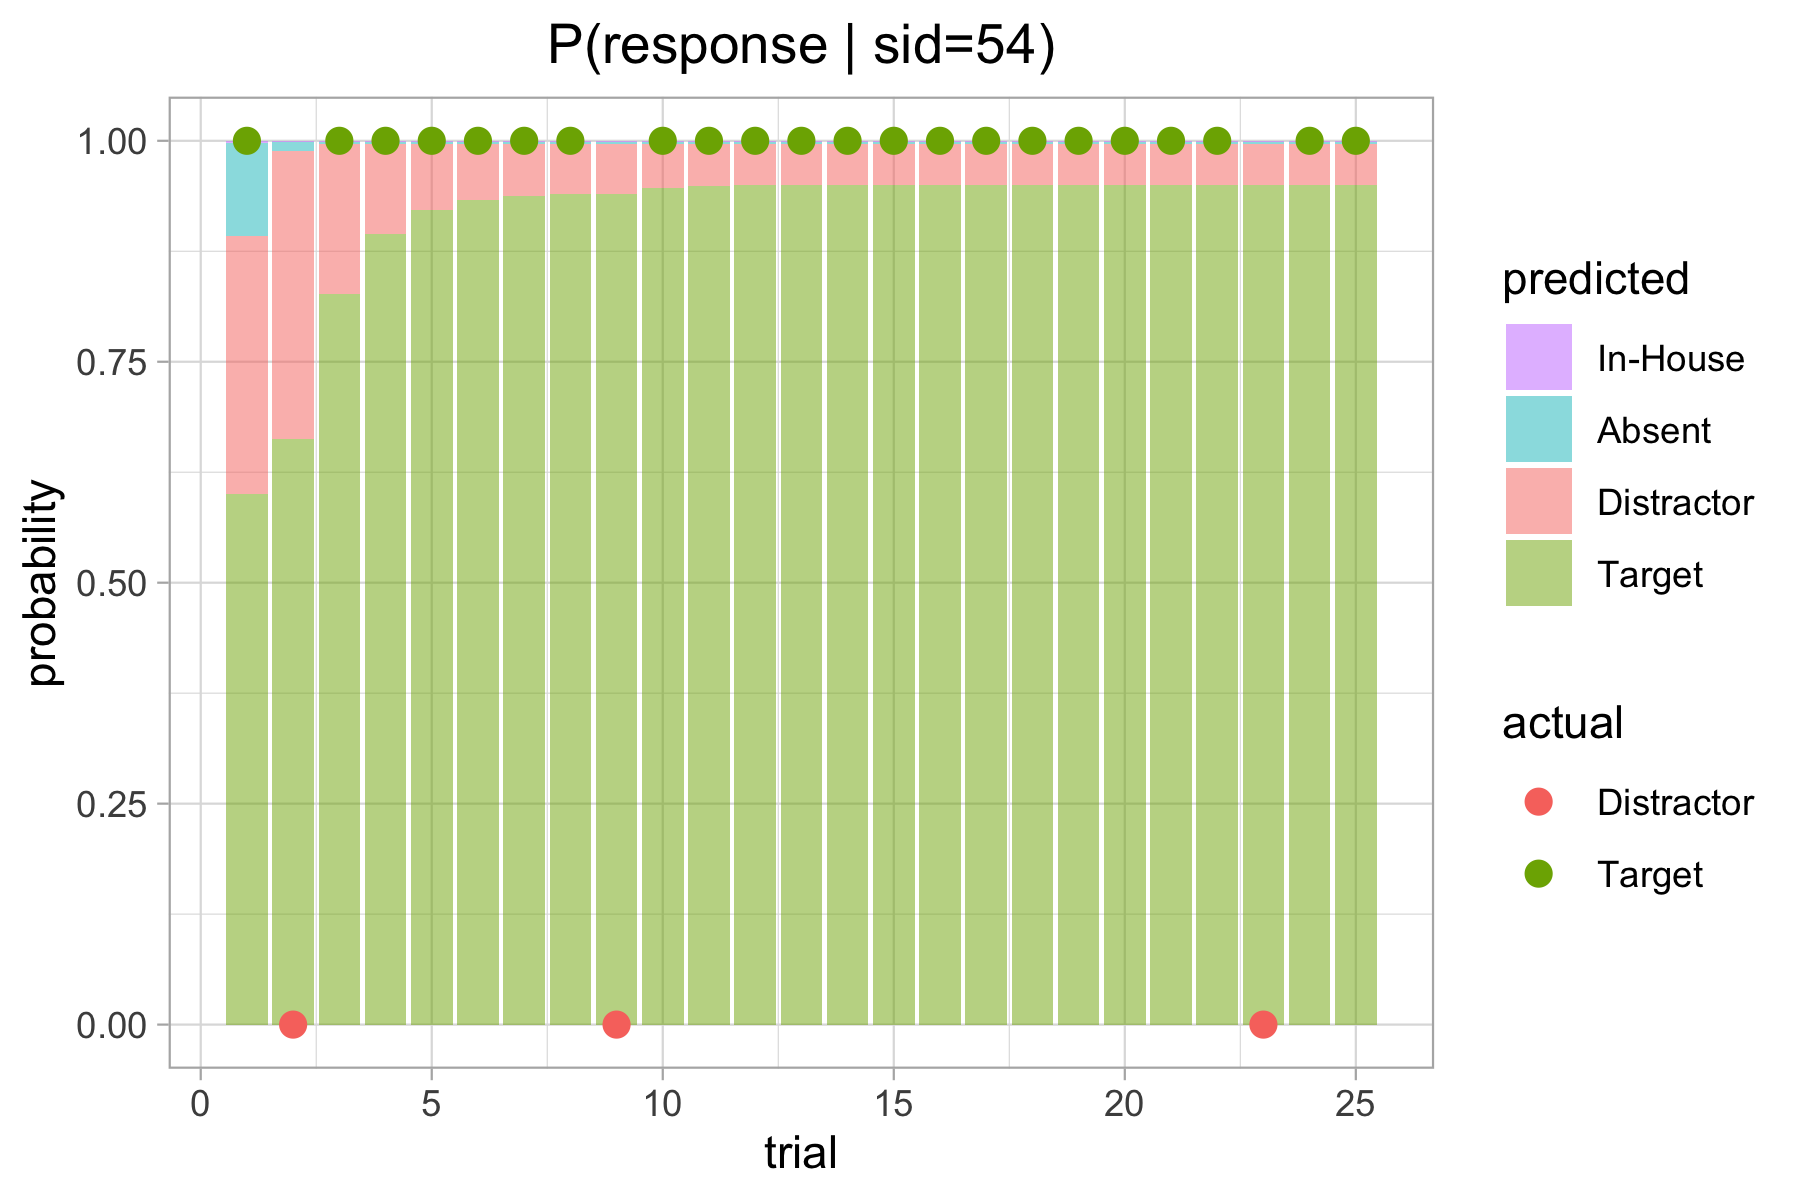 P(response | sid=54)
1.00
0.75
0.50
0.25
0.00
probability
0 5 10 15 20 25
trial
predicted
In-House
Absent
Distractor
Target
actual
Distractor
Target